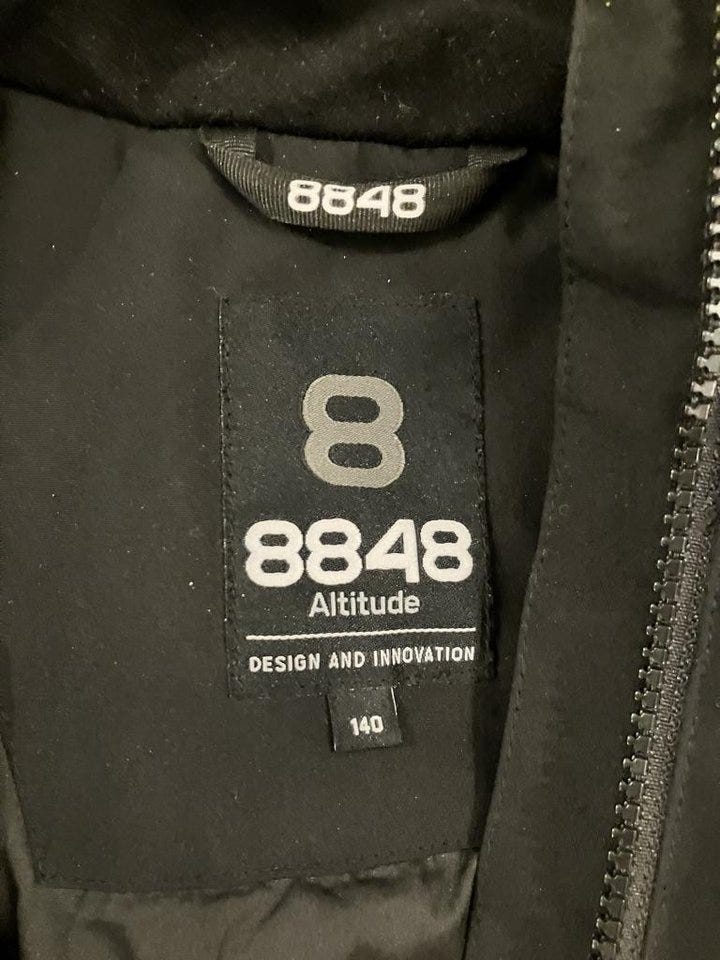 8848
8
8848
Altitude
DESIGN AND INNOVATION
140